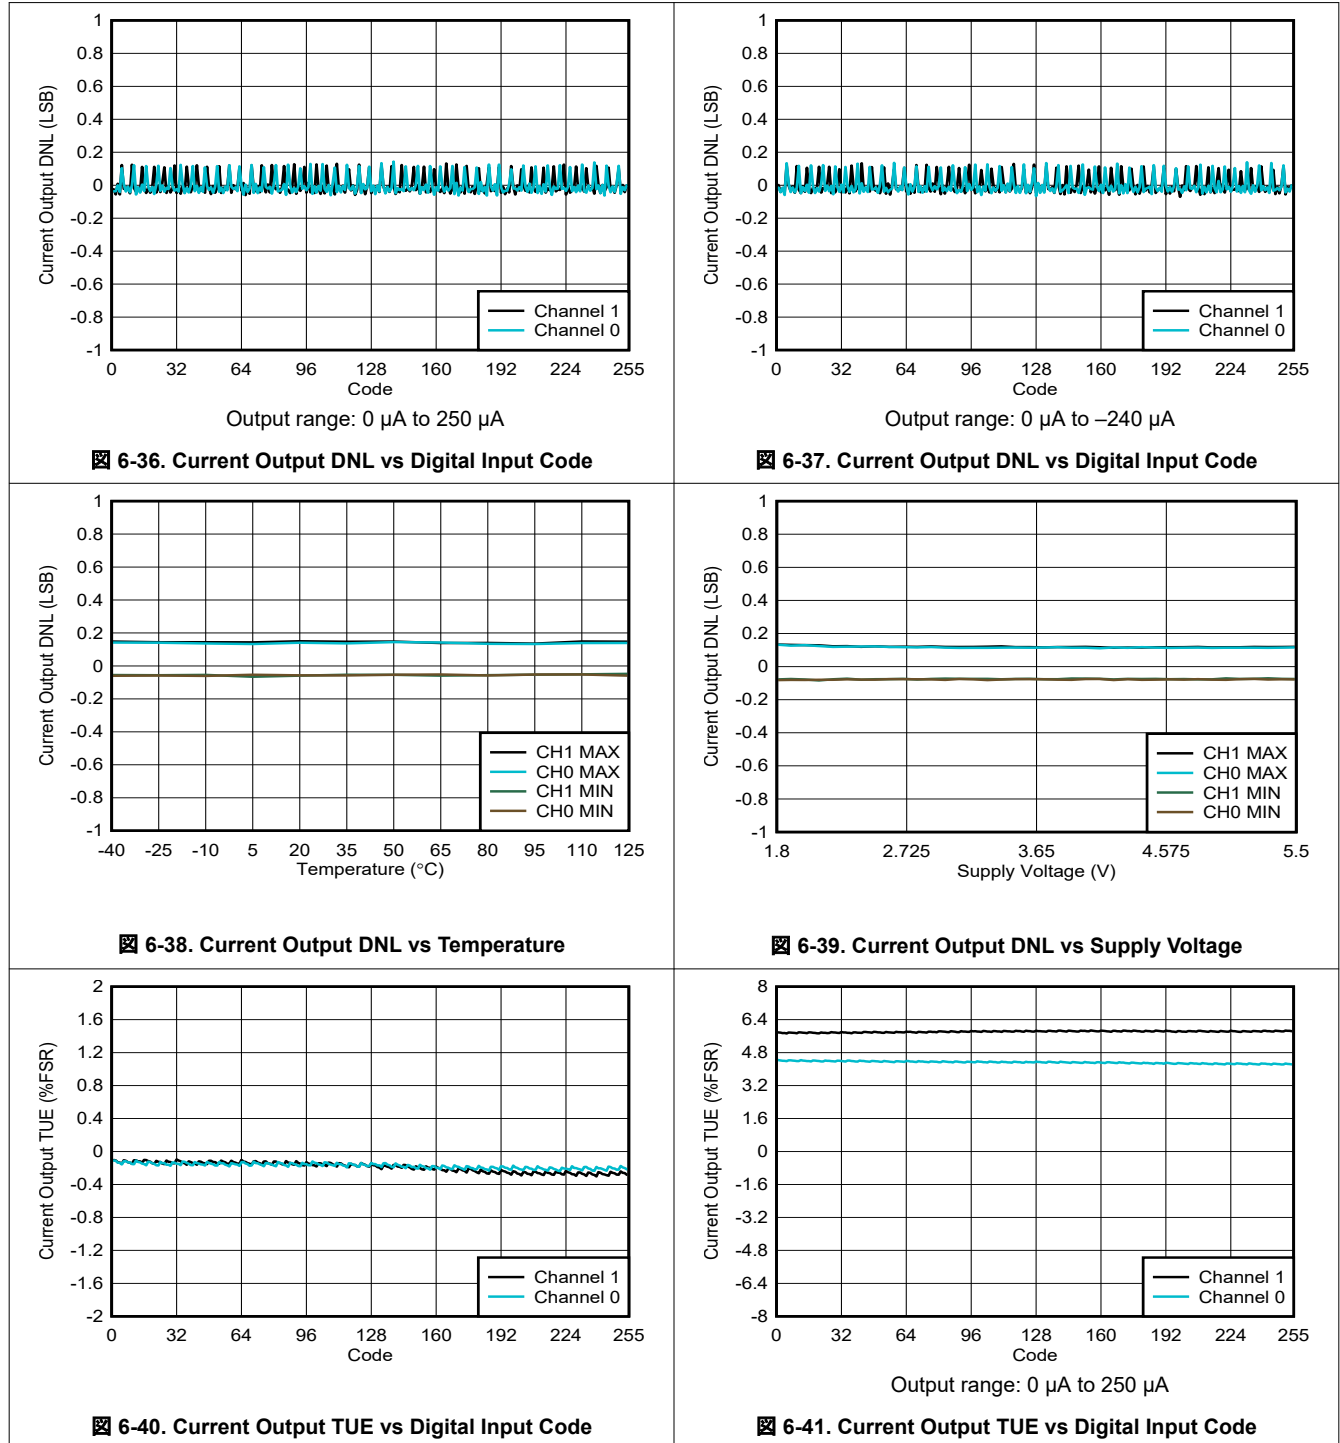 1
0.8
0.6
0.4
0.2
0
-0.2
-0.4
-0.6
-0.8
-1
Current Output DNL (LSB)
Channel 1
Channel 0
0 32 64 96 128 160 192 224 255
Code
Output range: 0 μA to 250 μA
図 6-36. Current Output DNL vs Digital Input Code
1
0.8
0.6
0.4
0.2
0
-0.2
-0.4
-0.6
-0.8
-1
Current Output DNL (LSB)
Channel 1
Channel 0
0 32 64 96 128 160 192 224 255
Code
Output range: 0 μA to –240 μA
図 6-37. Current Output DNL vs Digital Input Code
1
0.8
0.6
0.4
0.2
0
-0.2
-0.4
-0.6
-0.8
-1
Current Output DNL (LSB)
CH1 MAX
CH0 MAX
CH1 MIN
CH0 MIN
-40 -25 -10 5 20 35 50 65 80 95 110 125
Temperature (°C)
図 6-38. Current Output DNL vs Temperature
1
0.8
0.6
0.4
0.2
0
-0.2
-0.4
-0.6
-0.8
-1
Current Output DNL (LSB)
CH1 MAX
CH0 MAX
CH1 MIN
CH0 MIN
1.8 2.725 3.65 4.575 5.5
Supply Voltage (V)
図 6-39. Current Output DNL vs Supply Voltage
2
1.6
1.2
0.8
0.4
0
-0.4
-0.8
-1.2
-1.6
-2
Current Output TUE (%FSR)
Channel 1
Channel 0
0 32 64 96 128 160 192 224 255
Code
図 6-40. Current Output TUE vs Digital Input Code
8
6.4
4.8
3.2
1.6
0
-1.6
-3.2
-4.8
-6.4
-8
Current Output TUE (%FSR)
Channel 1
Channel 0
0 32 64 96 128 160 192 224 255
Code
Output range: 0 μA to 250 μA
図 6-41. Current Output TUE vs Digital Input Code